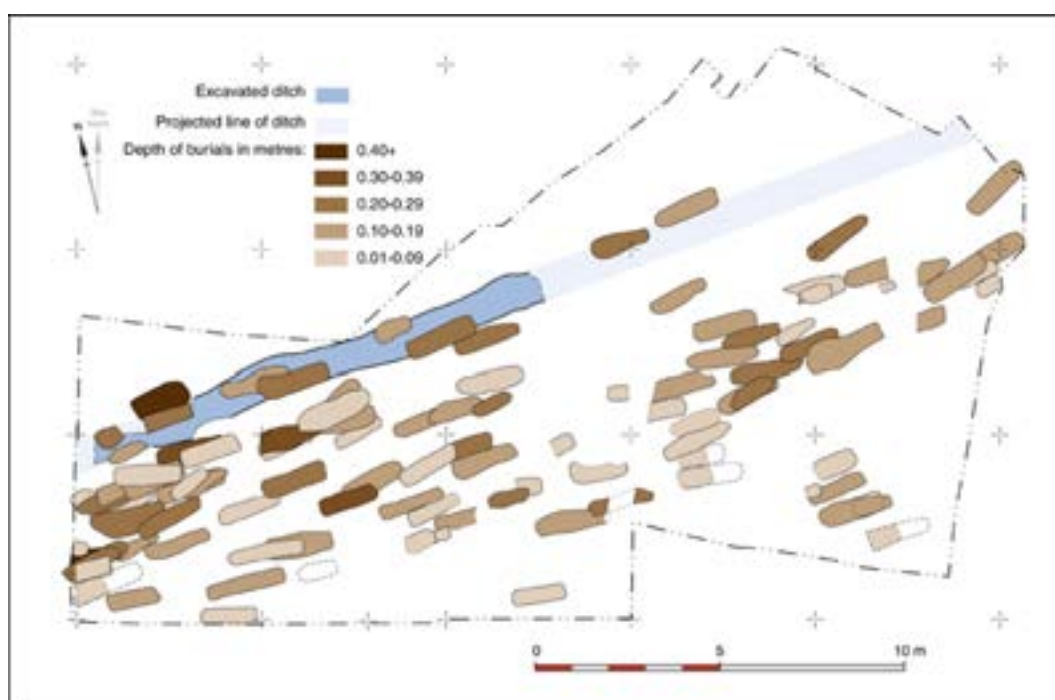 Excavated ditch
Projected line of ditch
Depth of burials in metres:
0.40+
0.30-0.39
0.20-0.29
0.10-0.19
0.01-0.09
N
0
5
10 m